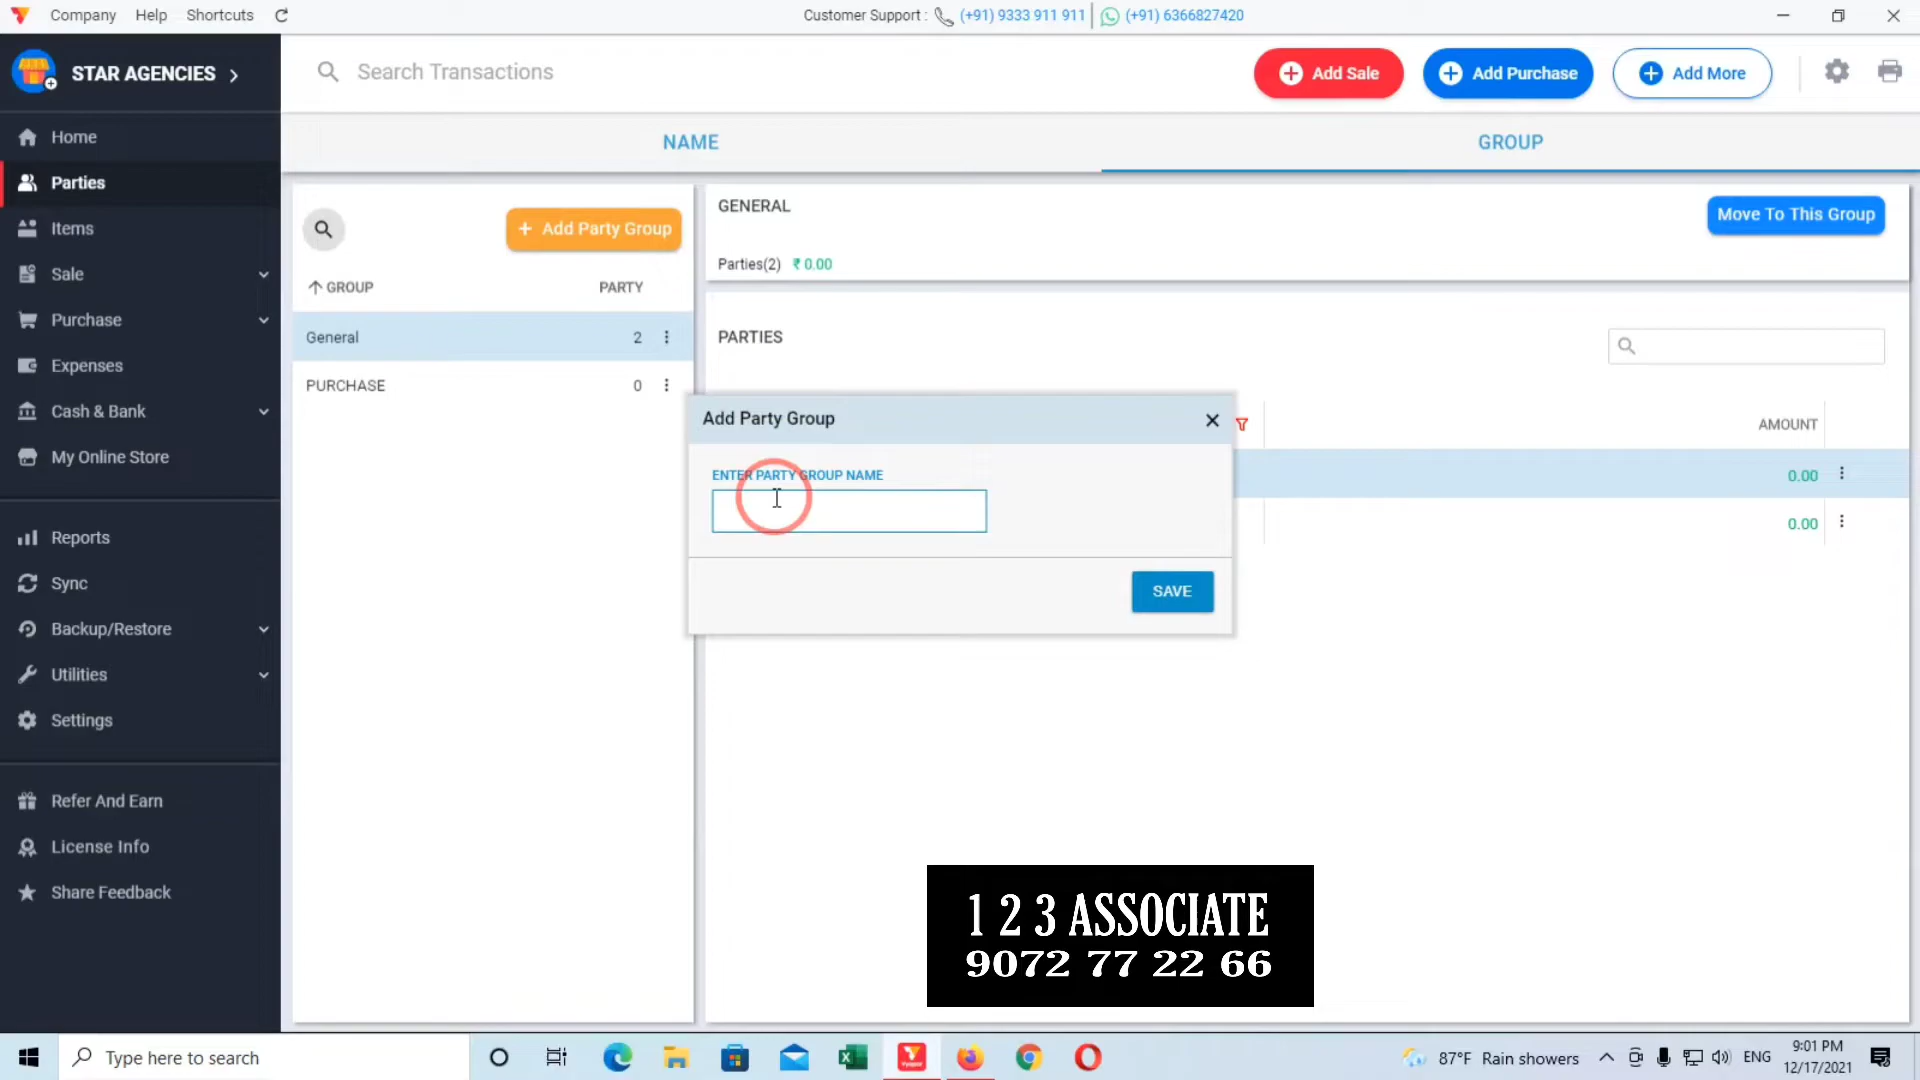 Company Help Shortcuts
Customer Support : (+91) 9333 911 911 (+91) 6366827420
STAR AGENCIES
Search Transactions
Add Sale
Add Purchase
Add More
Home
Parties
Items
Sale
Purchase
Expenses
Cash & Bank
My Online Store
Reports
Sync
Backup/Restore
Utilities
Settings
Refer And Earn
License Info
Share Feedback
NAME
GROUP
+ Add Party Group
GROUP PARTY
General 2
PURCHASE 0
GENERAL
Move To This Group
Parties(2) ₹ 0.00
PARTIES
AMOUNT
0.00
0.00
Add Party Group
ENTER PARTY GROUP NAME
SAVE
1 2 3 ASSOCIATE
9072 77 22 66
Type here to search
87°F Rain showers
ENG
9:01 PM
12/17/2021